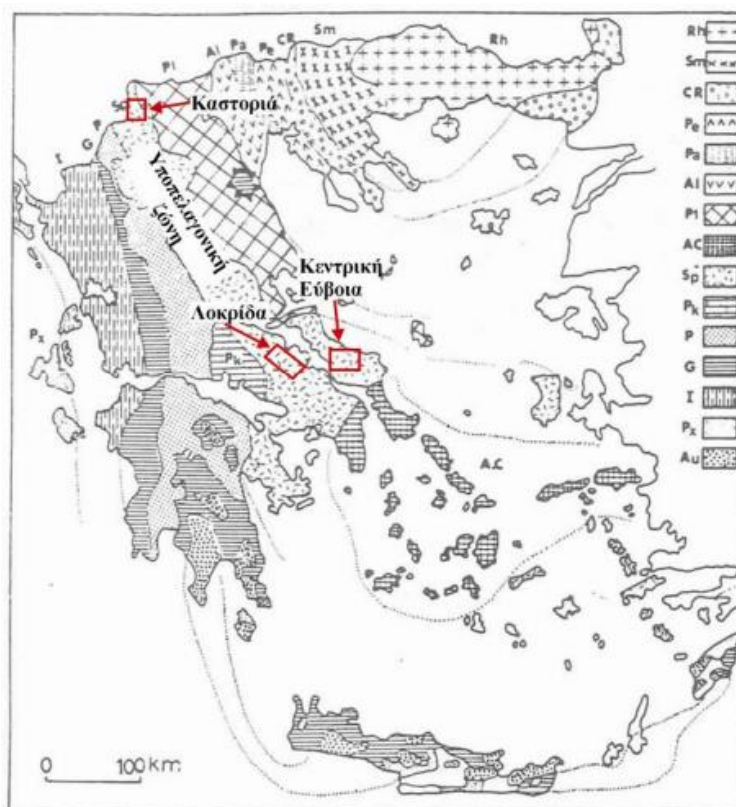 Sm
CR
Pa
Pe
Al
Pl
Rh
Rh
Sm
CR
Pe
Pa
Al
Pl
AC
Sp
Pk
P
G
I
Px
Au
Καστοριά
P
G
I
Υποπελαγονική
ζώνη
Κεντρική
Εύβοια
Λοκρίδα
Px
Pk
AC
0 100 km